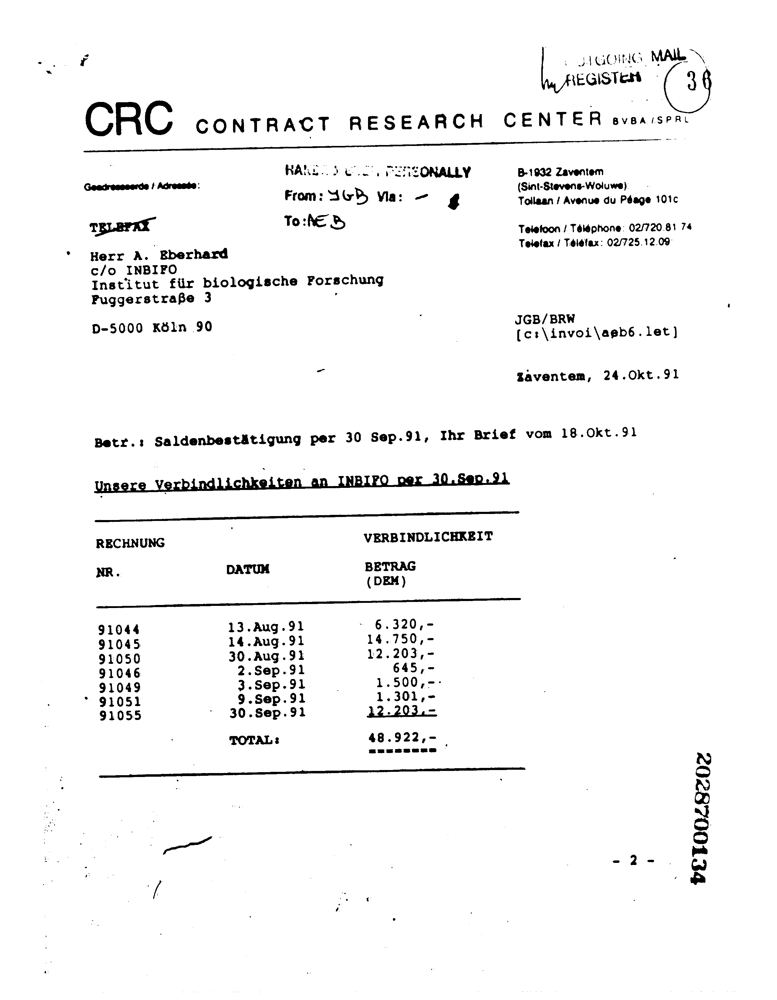 OUTGOING MAIL
REGISTER
36
CRC CONTRACT RESEARCH CENTER BVBA/SPRL
Geadresseerde / Adressée:
HANDED OVER PERSONALLY
From: JGB Via: -
To: AEB
B-1932 Zaventem
(Sint-Stevens-Woluwe)
Tollaan / Avenue du Péage 101c
Telefoon / Téléphone: 02/720.81 74
Telefax / Téléfax: 02/725.12.09
TELEFAX
Herr A. Eberhard
c/o INBIFO
Institut für biologische Forschung
Fuggerstraße 3
D-5000 Köln 90
JGB/BRW
[c:\invoi\aeb6.let]
Zaventem, 24.Okt.91
Betr.: Saldenbestätigung per 30 Sep.91, Ihr Brief vom 18.Okt.91
Unsere Verbindlichkeiten an INBIFO per 30.Sep.91
RECHNUNG VERBINDLICHKEIT
NR. DATUM BETRAG
(DEM)
91044 13.Aug.91 6.320,-
91045 14.Aug.91 14.750,-
91050 30.Aug.91 12.203,-
91046 2.Sep.91 645,-
91049 3.Sep.91 1.500,-
91051 9.Sep.91 1.301,-
91055 30.Sep.91 12.203,-
TOTAL: 48.922,-
========
- 2 -
2028700134